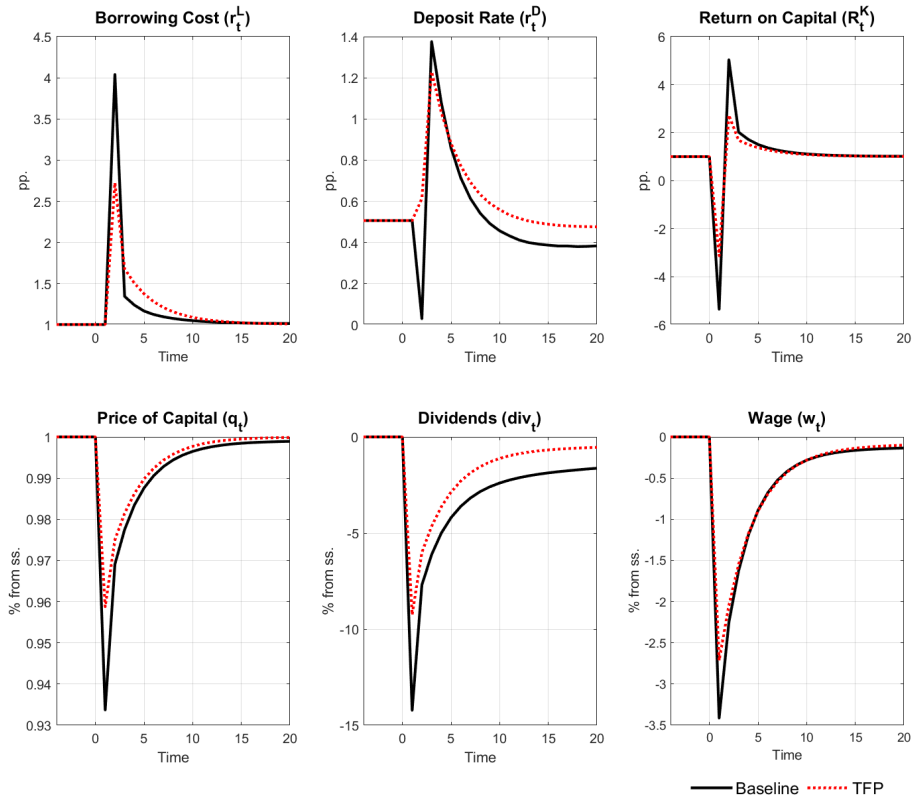 Borrowing Cost (r_t^L)
4.5
4
3.5
3
2.5
2
1.5
1
pp.
0 5 10 15 20
Time
Deposit Rate (r_t^D)
1.4
1.2
1
0.8
0.6
0.4
0.2
0
pp.
0 5 10 15 20
Time
Return on Capital (R_t^K)
6
4
2
0
-2
-4
-6
pp.
0 5 10 15 20
Time
Price of Capital (q_t)
1
0.99
0.98
0.97
0.96
0.95
0.94
0.93
% from ss.
0 5 10 15 20
Time
Dividends (div_t)
0
-5
-10
-15
% from ss.
0 5 10 15 20
Time
Wage (w_t)
0
-0.5
-1
-1.5
-2
-2.5
-3
-3.5
% from ss.
0 5 10 15 20
Time
Baseline TFP